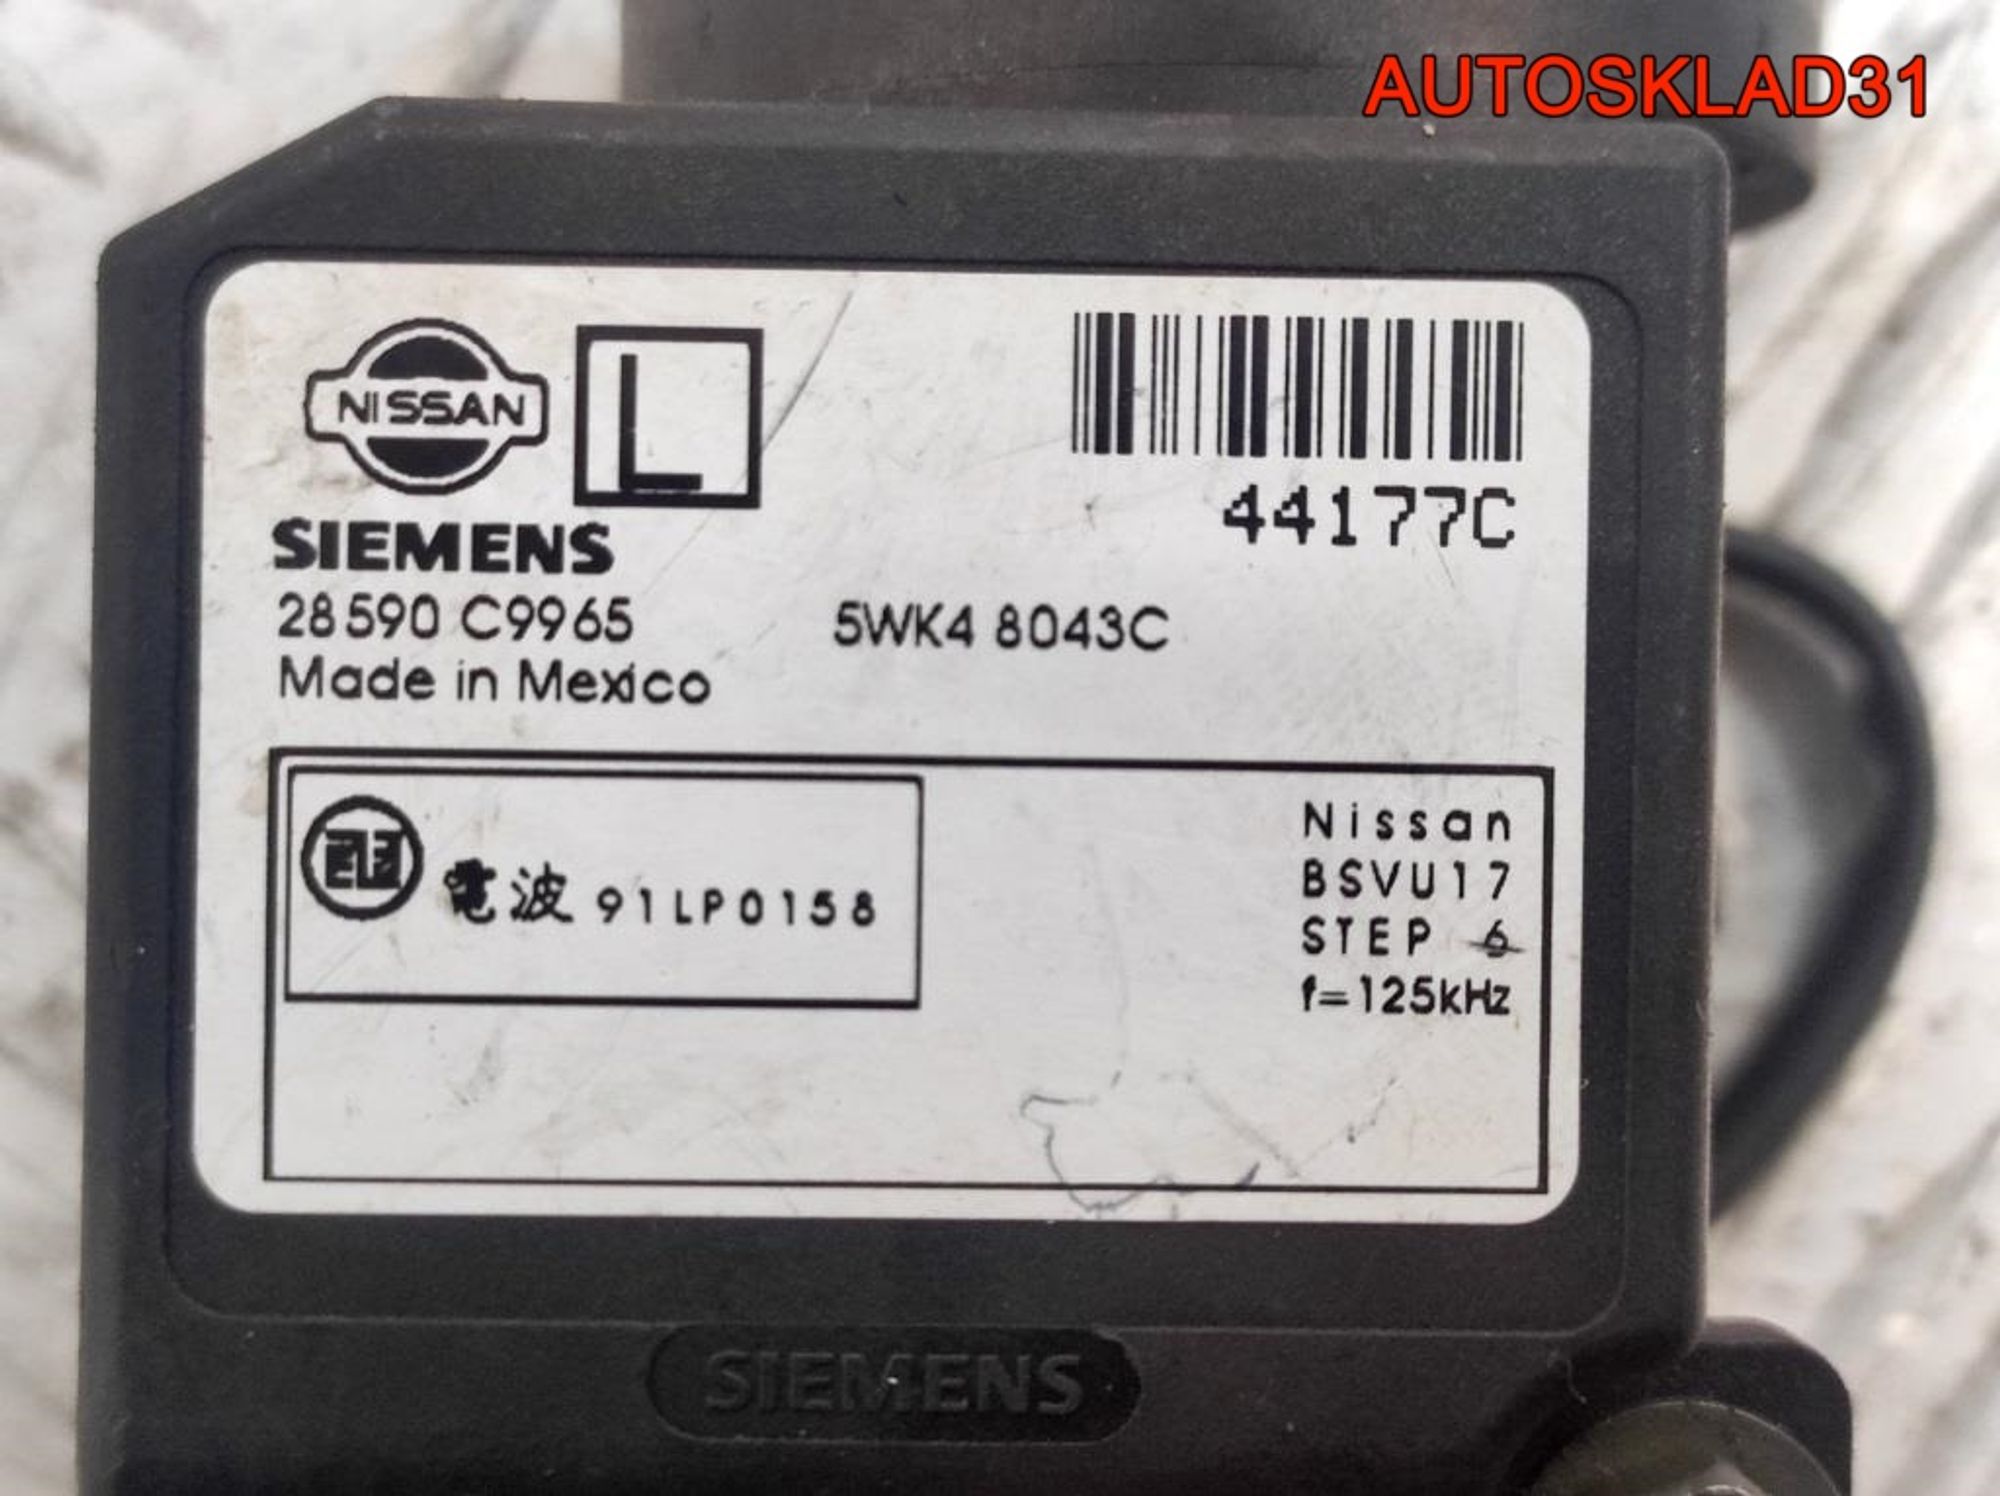 AUTOSKLAD31
NISSAN
L
44177C
SIEMENS
28590 C9965 5WK4 8043C
Made in Mexico
証 電波 91LP0158
Nissan
BSVU17
STEP 6
f=125kHz
SIEMENS